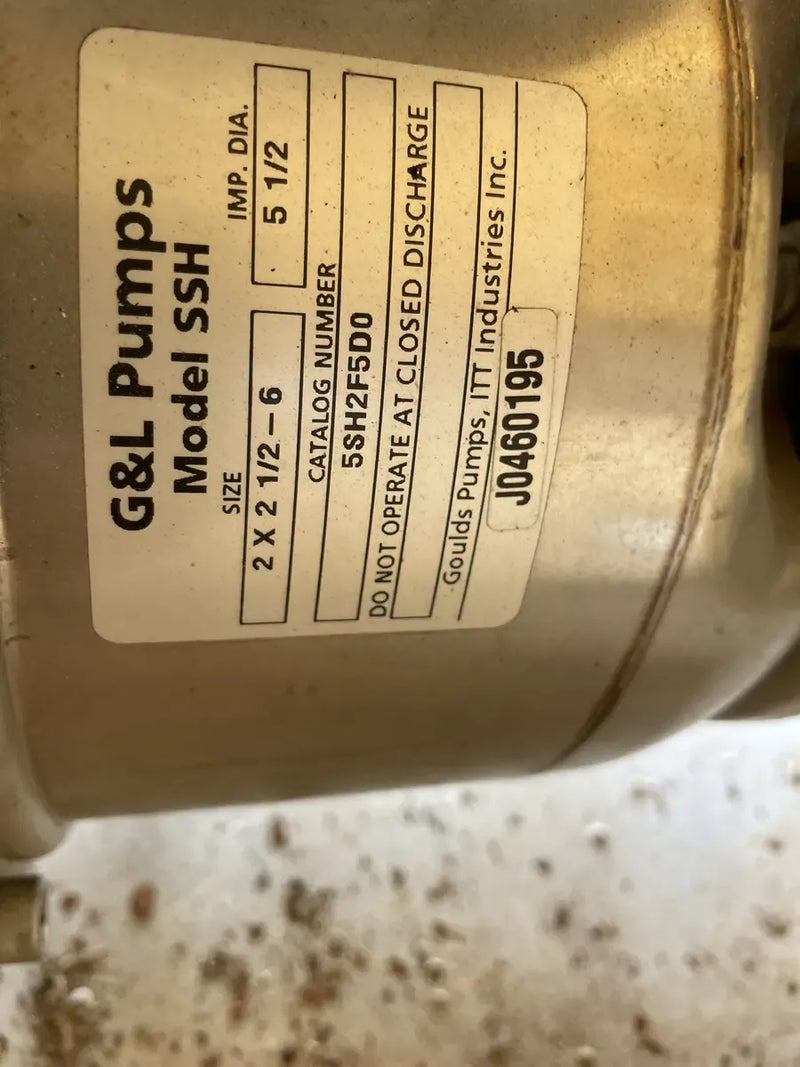 G&L Pumps
Model SSH
SIZE IMP. DIA.
2 X 2 1/2 – 6 5 1/2
CATALOG NUMBER
5SH2F5D0
DO NOT OPERATE AT CLOSED DISCHARGE
Goulds Pumps, ITT Industries Inc.
J0460195